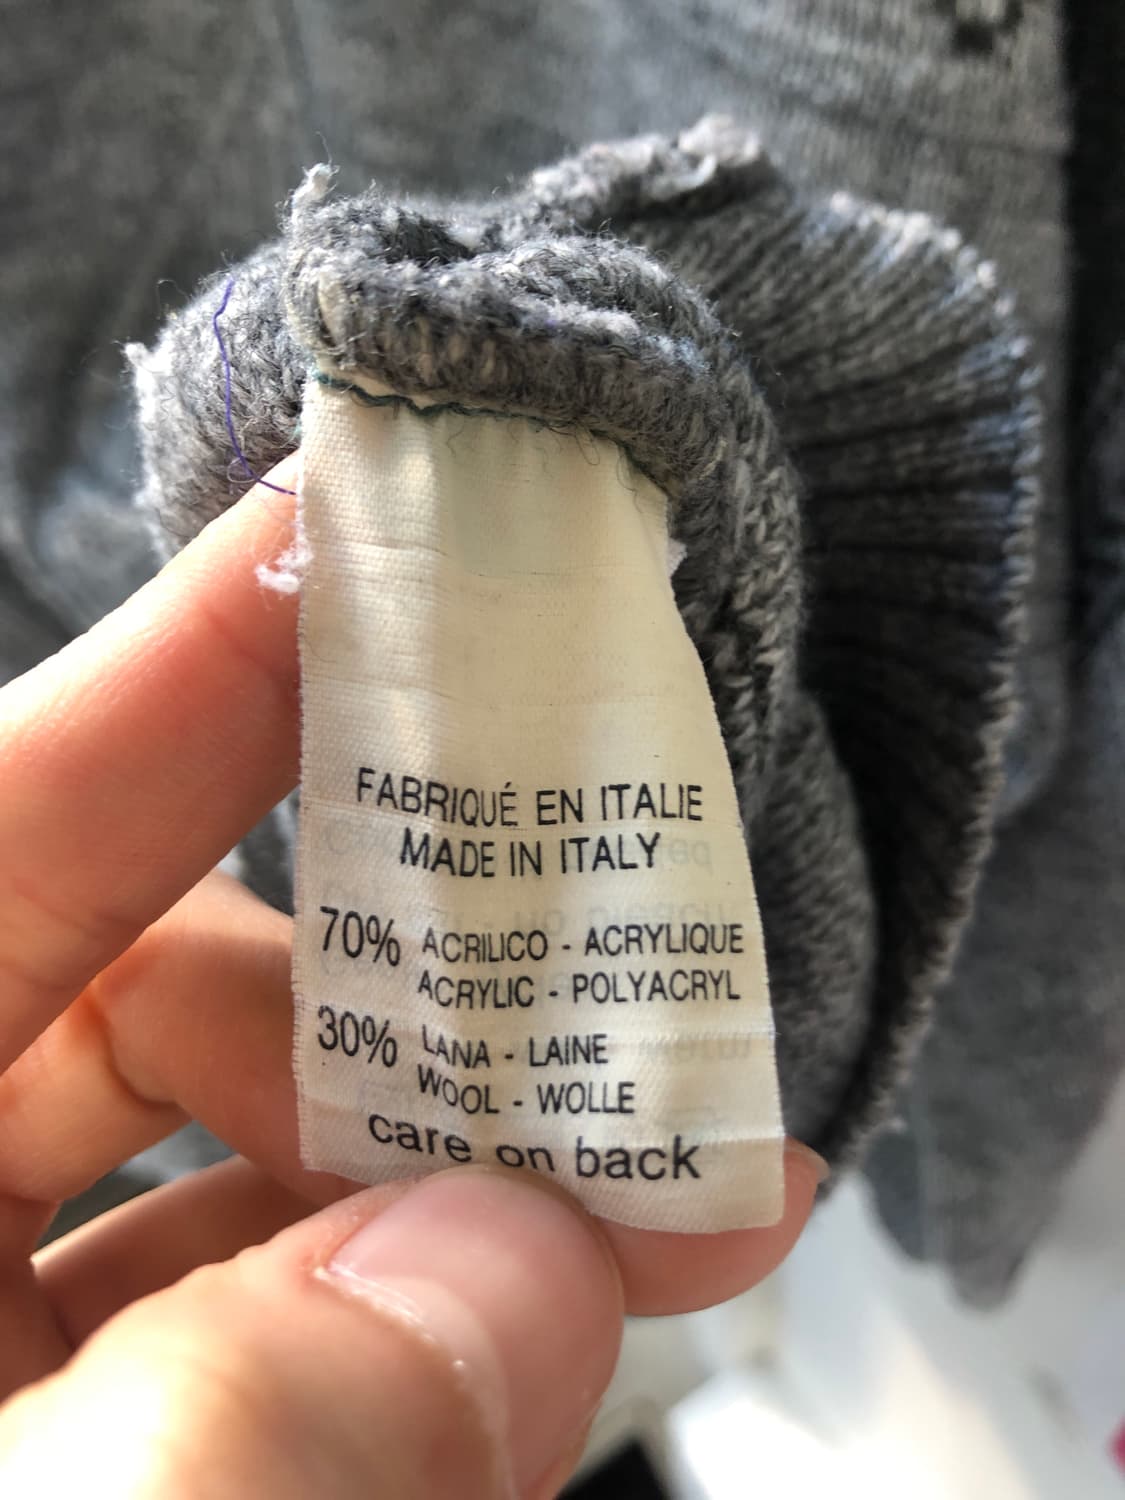 FABRIQUÉ EN ITALIE
MADE IN ITALY
70% ACRILICO - ACRYLIQUE
ACRYLIC - POLYACRYL
30% LANA - LAINE
WOOL - WOLLE
care on back